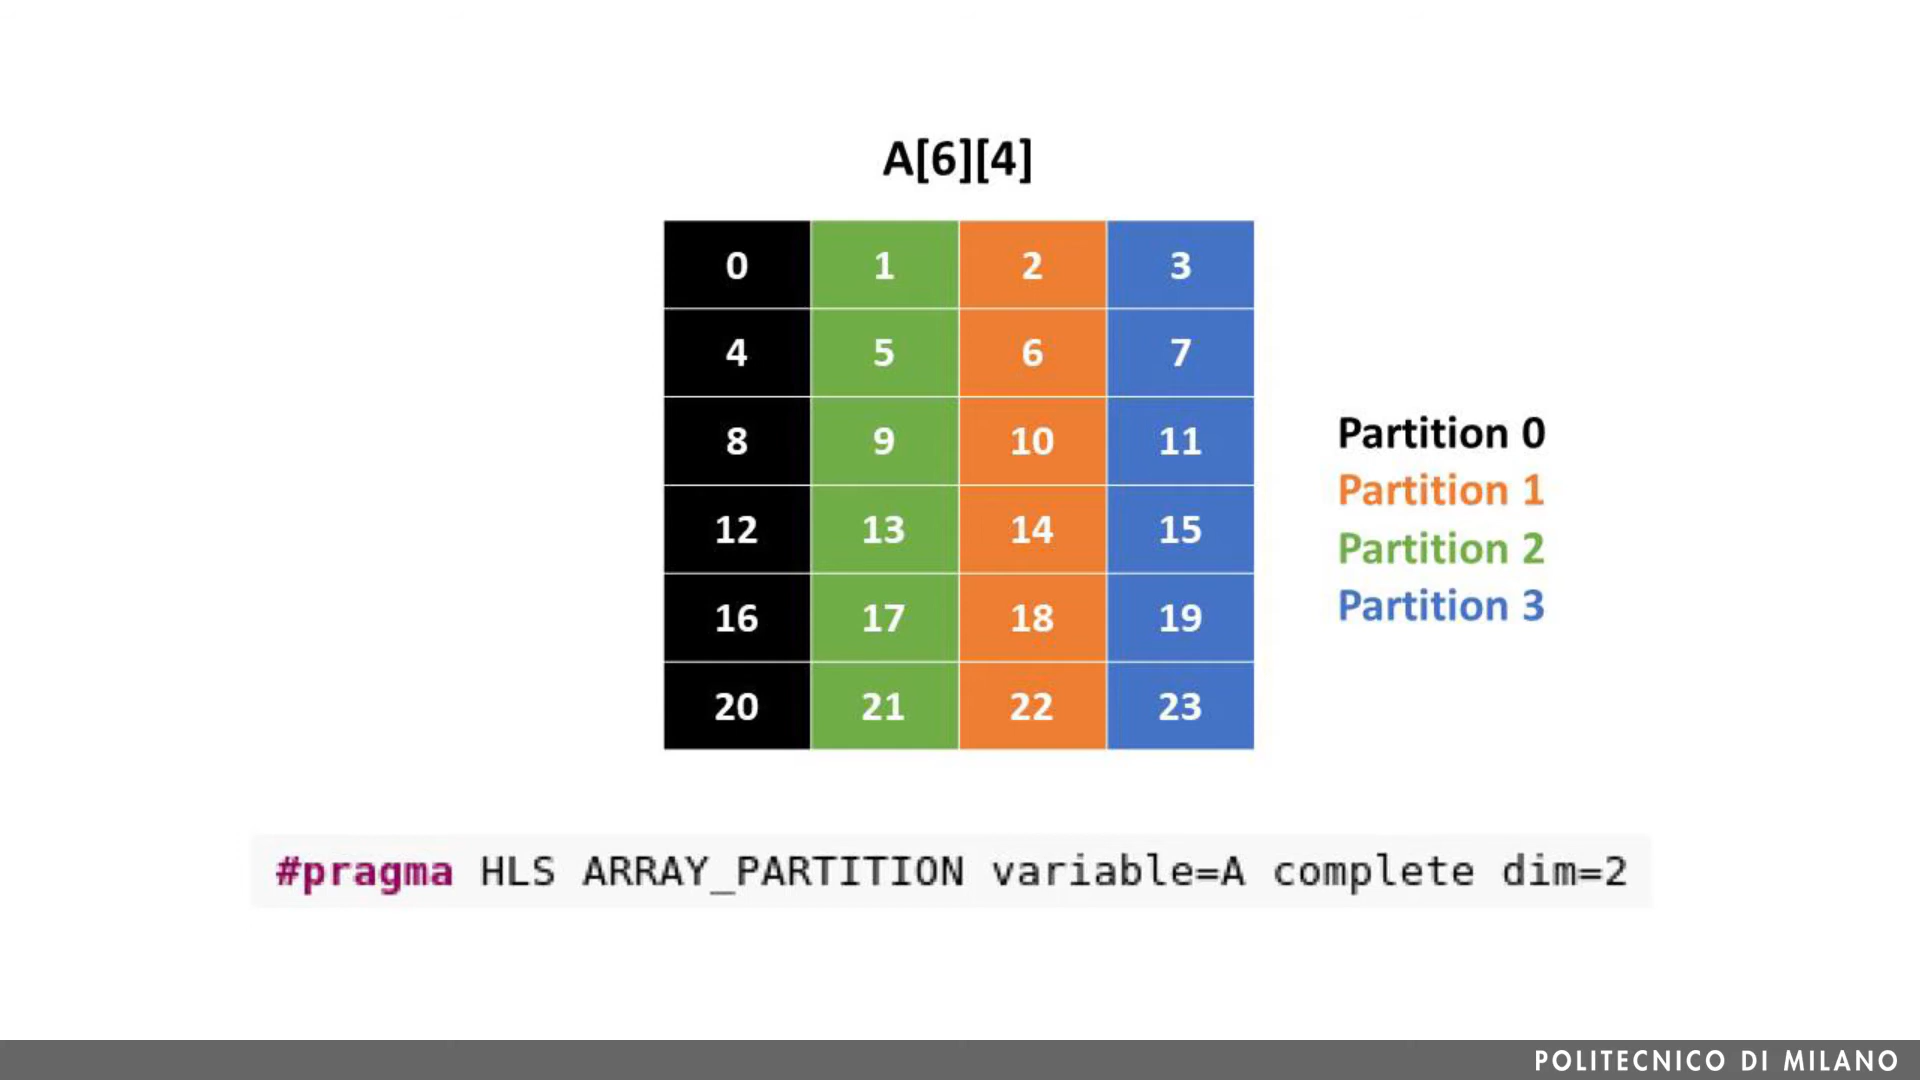 A[6][4]
0 1 2 3
4 5 6 7
8 9 10 11
12 13 14 15
16 17 18 19
20 21 22 23
Partition 0
Partition 1
Partition 2
Partition 3
#pragma HLS ARRAY_PARTITION variable=A complete dim=2
POLITECNICO DI MILANO